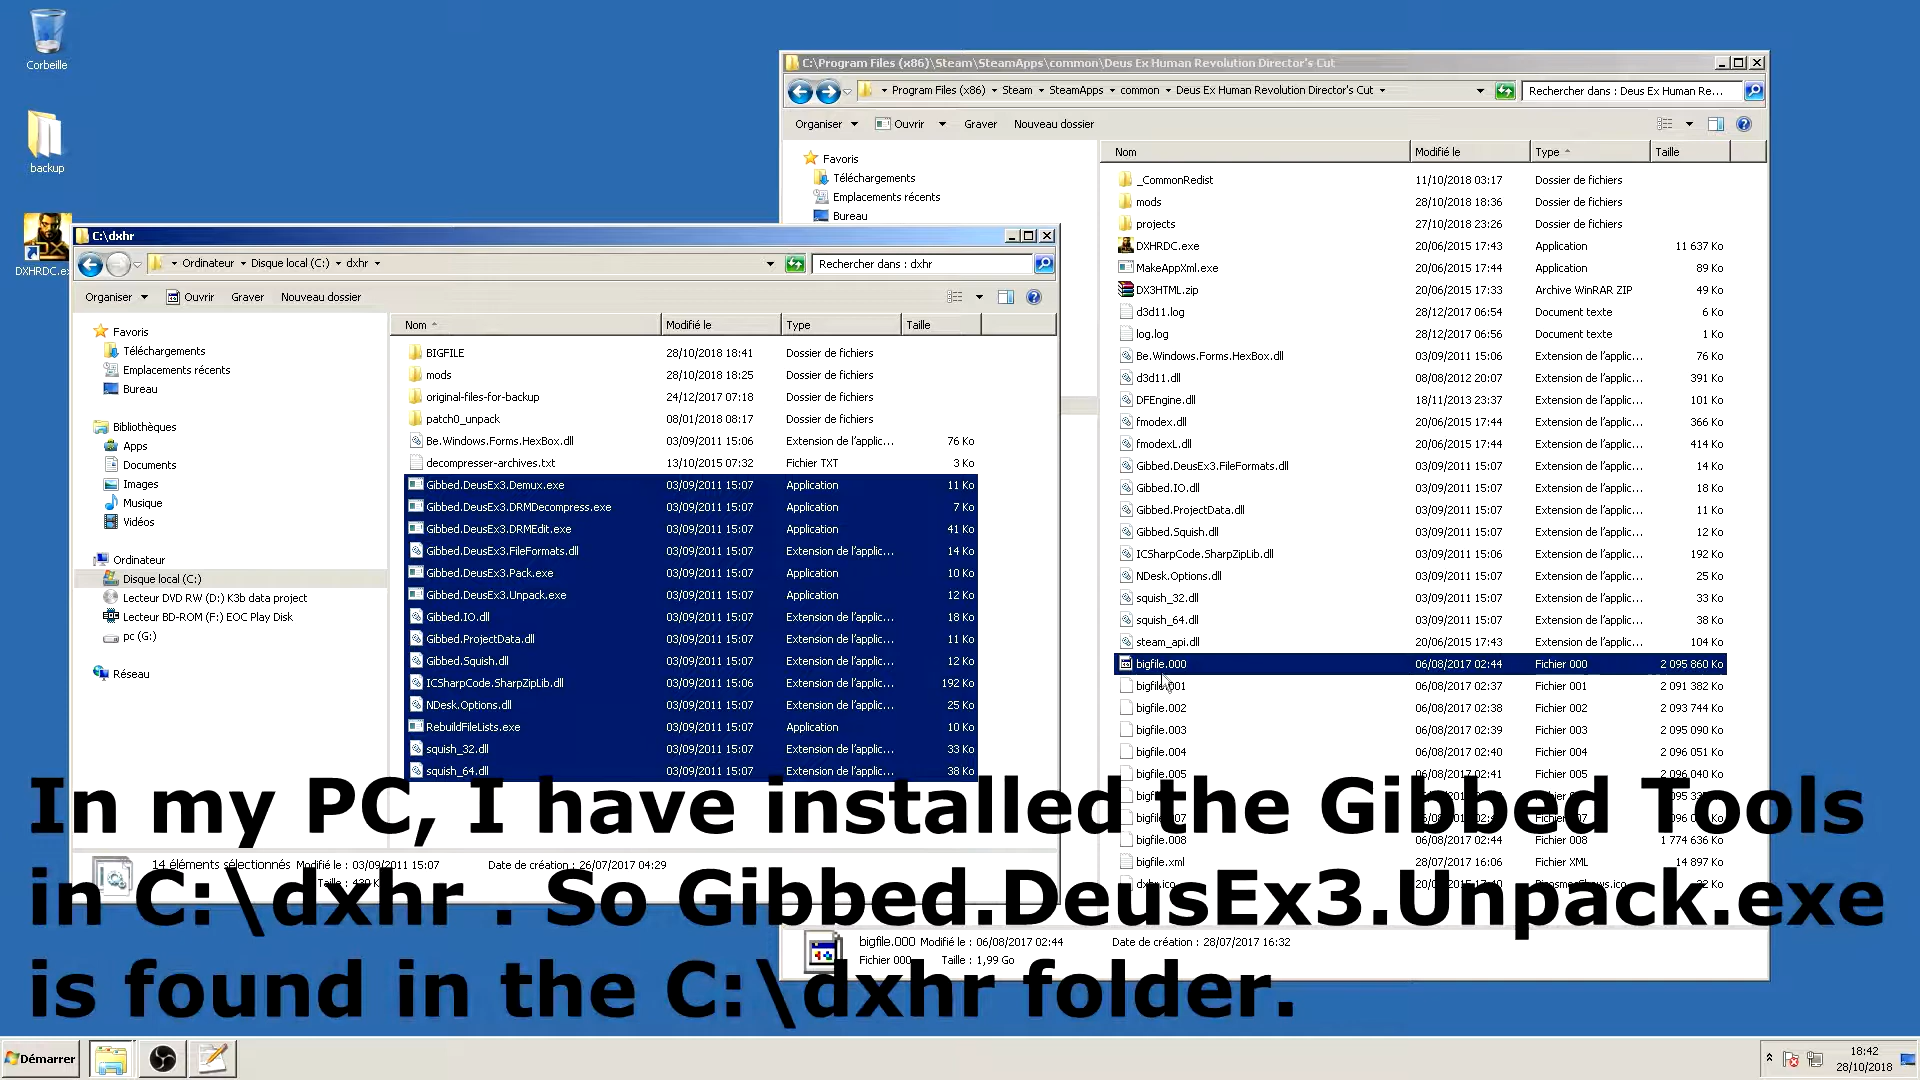 Corbeille
backup
DXHRDC.ex
C:\Program Files (x86)\Steam\SteamApps\common\Deus Ex Human Revolution Director's Cut
Program Files (x86) Steam SteamApps common Deus Ex Human Revolution Director's Cut
Rechercher dans : Deus Ex Human Re...
Organiser Ouvrir Graver Nouveau dossier
Favoris
Téléchargements
Emplacements récents
Bureau
Nom Modifié le Type Taille
_CommonRedist 11/10/2018 03:17 Dossier de fichiers
mods 28/10/2018 18:36 Dossier de fichiers
projects 27/10/2018 23:26 Dossier de fichiers
DXHRDC.exe 20/06/2015 17:43 Application 11 637 Ko
MakeAppXml.exe 20/06/2015 17:44 Application 89 Ko
DX3HTML.zip 20/06/2015 17:33 Archive WinRAR ZIP 49 Ko
d3d11.log 28/12/2017 06:54 Document texte 6 Ko
log.log 28/12/2017 06:56 Document texte 1 Ko
Be.Windows.Forms.HexBox.dll 03/09/2011 15:06 Extension de l'applic... 76 Ko
d3d11.dll 08/08/2012 20:07 Extension de l'applic... 391 Ko
DFEngine.dll 18/11/2013 23:37 Extension de l'applic... 101 Ko
fmodex.dll 20/06/2015 17:44 Extension de l'applic... 366 Ko
fmodexL.dll 20/06/2015 17:44 Extension de l'applic... 414 Ko
Gibbed.DeusEx3.FileFormats.dll 03/09/2011 15:07 Extension de l'applic... 14 Ko
Gibbed.IO.dll 03/09/2011 15:07 Extension de l'applic... 18 Ko
Gibbed.ProjectData.dll 03/09/2011 15:07 Extension de l'applic... 11 Ko
Gibbed.Squish.dll 03/09/2011 15:07 Extension de l'applic... 12 Ko
ICSharpCode.SharpZipLib.dll 03/09/2011 15:06 Extension de l'applic... 192 Ko
NDesk.Options.dll 03/09/2011 15:07 Extension de l'applic... 25 Ko
squish_32.dll 03/09/2011 15:07 Extension de l'applic... 33 Ko
squish_64.dll 03/09/2011 15:07 Extension de l'applic... 38 Ko
steam_api.dll 20/06/2015 17:43 Extension de l'applic... 104 Ko
bigfile.000 06/08/2017 02:44 Fichier 000 2 095 860 Ko
bigfile.001 06/08/2017 02:37 Fichier 001 2 091 382 Ko
bigfile.002 06/08/2017 02:38 Fichier 002 2 093 744 Ko
bigfile.003 06/08/2017 02:39 Fichier 003 2 095 090 Ko
bigfile.004 06/08/2017 02:40 Fichier 004 2 096 051 Ko
bigfile.005 06/08/2017 02:41 Fichier 005 2 096 040 Ko
bigfile.008 06/08/2017 02:44 Fichier 008 1 774 636 Ko
bigfile.xml 28/07/2017 16:06 Fichier XML 14 897 Ko
dxhr.ico
bigfile.000 Modifié le : 06/08/2017 02:44 Date de création : 28/07/2017 16:32
Fichier 000 Taille : 1,99 Go
C:\dxhr
Ordinateur Disque local (C:) dxhr
Rechercher dans : dxhr
Organiser Ouvrir Graver Nouveau dossier
Favoris
Téléchargements
Emplacements récents
Bureau
Bibliothèques
Apps
Documents
Images
Musique
Vidéos
Ordinateur
Disque local (C:)
Lecteur DVD RW (D:) K3b data project
Lecteur BD-ROM (F:) EOC Play Disk
pc (G:)
Réseau
Nom Modifié le Type Taille
BIGFILE 28/10/2018 18:41 Dossier de fichiers
mods 28/10/2018 18:25 Dossier de fichiers
original-files-for-backup 24/12/2017 07:18 Dossier de fichiers
patch0_unpack 08/01/2018 08:17 Dossier de fichiers
Be.Windows.Forms.HexBox.dll 03/09/2011 15:06 Extension de l'applic... 76 Ko
decompresser-archives.txt 13/10/2015 07:32 Fichier TXT 3 Ko
Gibbed.DeusEx3.Demux.exe 03/09/2011 15:07 Application 11 Ko
Gibbed.DeusEx3.DRMDecompress.exe 03/09/2011 15:07 Application 7 Ko
Gibbed.DeusEx3.DRMEdit.exe 03/09/2011 15:07 Application 41 Ko
Gibbed.DeusEx3.FileFormats.dll 03/09/2011 15:07 Extension de l'applic... 14 Ko
Gibbed.DeusEx3.Pack.exe 03/09/2011 15:07 Application 10 Ko
Gibbed.DeusEx3.Unpack.exe 03/09/2011 15:07 Application 12 Ko
Gibbed.IO.dll 03/09/2011 15:07 Extension de l'applic... 18 Ko
Gibbed.ProjectData.dll 03/09/2011 15:07 Extension de l'applic... 11 Ko
Gibbed.Squish.dll 03/09/2011 15:07 Extension de l'applic... 12 Ko
ICSharpCode.SharpZipLib.dll 03/09/2011 15:06 Extension de l'applic... 192 Ko
NDesk.Options.dll 03/09/2011 15:07 Extension de l'applic... 25 Ko
RebuildFileLists.exe 03/09/2011 15:07 Application 10 Ko
squish_32.dll 03/09/2011 15:07 Extension de l'applic... 33 Ko
squish_64.dll 03/09/2011 15:07 Extension de l'applic... 38 Ko
14 éléments sélectionnés Modifié le : 03/09/2011 15:07 Date de création : 26/07/2017 04:29
Taille :
In my PC, I have installed the Gibbed Tools
in C:\dxhr . So Gibbed.DeusEx3.Unpack.exe
is found in the C:\dxhr folder.
Démarrer
18:42
28/10/2018